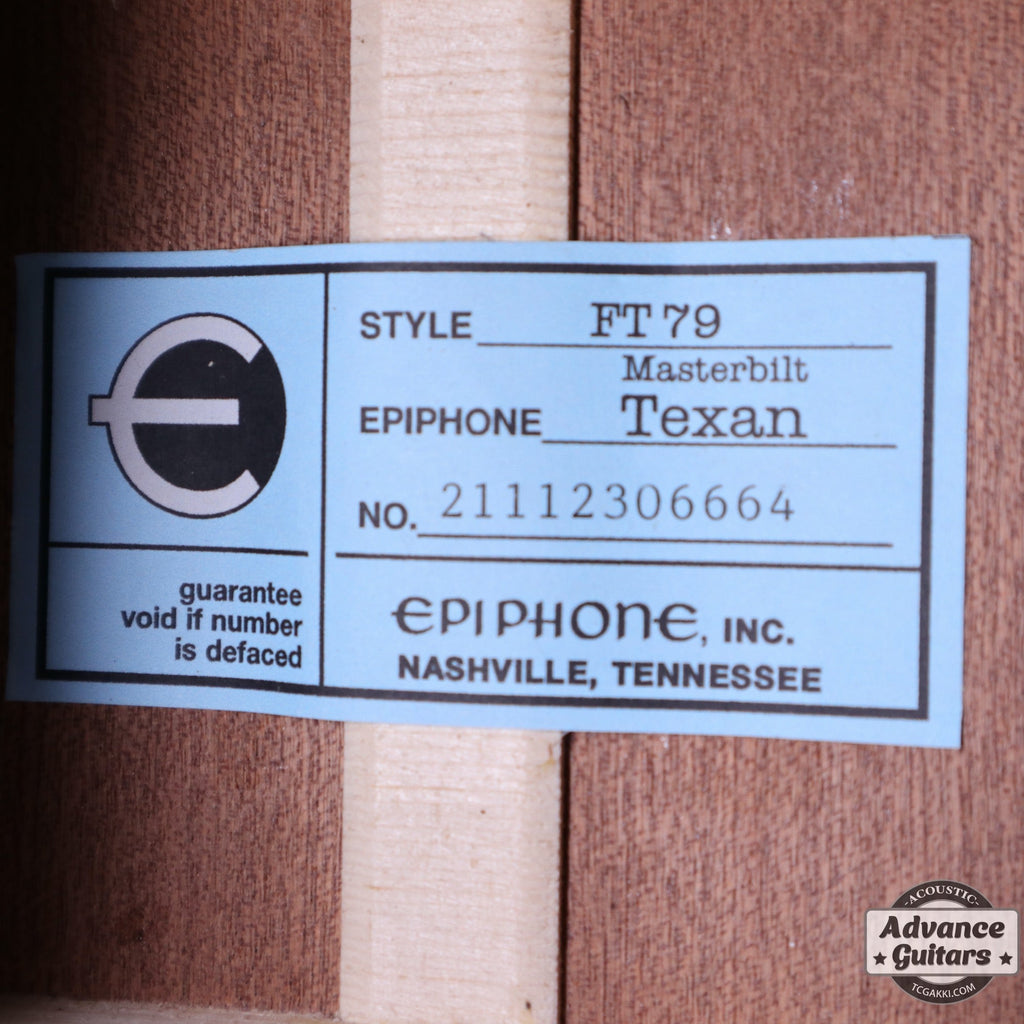 STYLE FT 79
Masterbilt
EPIPHONE Texan
NO. 21112306664
guarantee
void if number
is defaced
EPIPHONE, INC.
NASHVILLE, TENNESSEE
ACOUSTIC
Advance
Guitars
TCGAKKI.COM